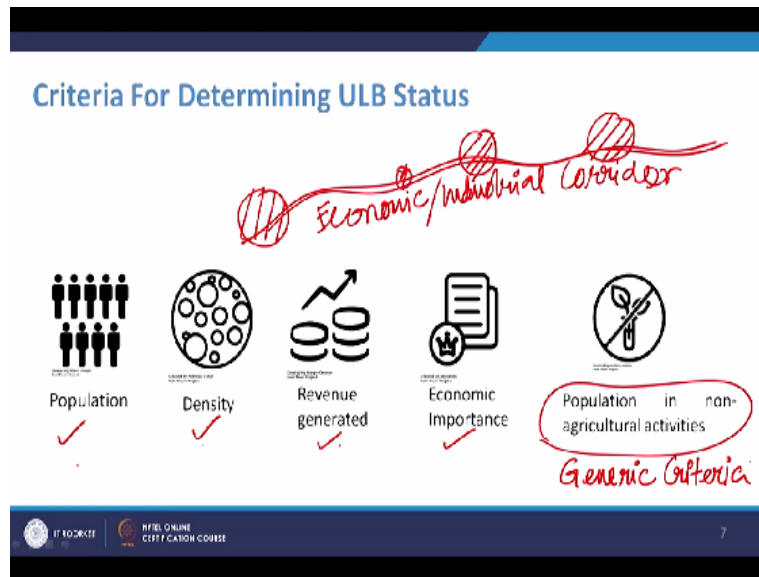 Criteria For Determining ULB Status
Economic/Industrial Corridor
Population
Density
Revenue
generated
Economic
Importance
Population in non-
agricultural activities
Generic Criteria
IIT ROORKEE
NPTEL ONLINE
CERTIFICATION COURSE
7